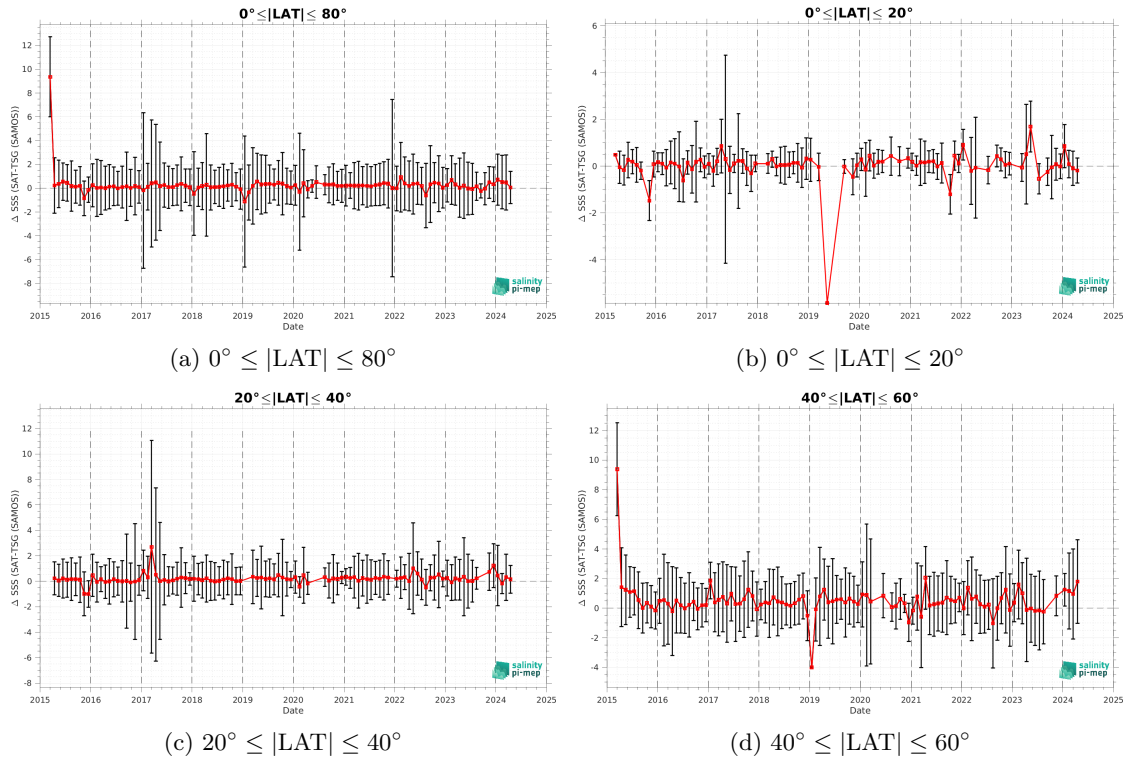 0°≤|LAT|≤ 80°
Δ SSS (SAT-TSG (SAMOS))
12
10
8
6
4
2
0
-2
-4
-6
-8
2015 2016 2017 2018 2019 2020 2021 2022 2023 2024 2025
Date
salinity
pi-mep
(a) 0° ≤ |LAT| ≤ 80°
0°≤|LAT|≤ 20°
Δ SSS (SAT-TSG (SAMOS))
6
4
2
0
-2
-4
2015 2016 2017 2018 2019 2020 2021 2022 2023 2024 2025
Date
salinity
pi-mep
(b) 0° ≤ |LAT| ≤ 20°
20°≤|LAT|≤ 40°
Δ SSS (SAT-TSG (SAMOS))
12
10
8
6
4
2
0
-2
-4
-6
-8
2015 2016 2017 2018 2019 2020 2021 2022 2023 2024 2025
Date
salinity
pi-mep
(c) 20° ≤ |LAT| ≤ 40°
40°≤|LAT|≤ 60°
Δ SSS (SAT-TSG (SAMOS))
12
10
8
6
4
2
0
-2
-4
2015 2016 2017 2018 2019 2020 2021 2022 2023 2024 2025
Date
salinity
pi-mep
(d) 40° ≤ |LAT| ≤ 60°